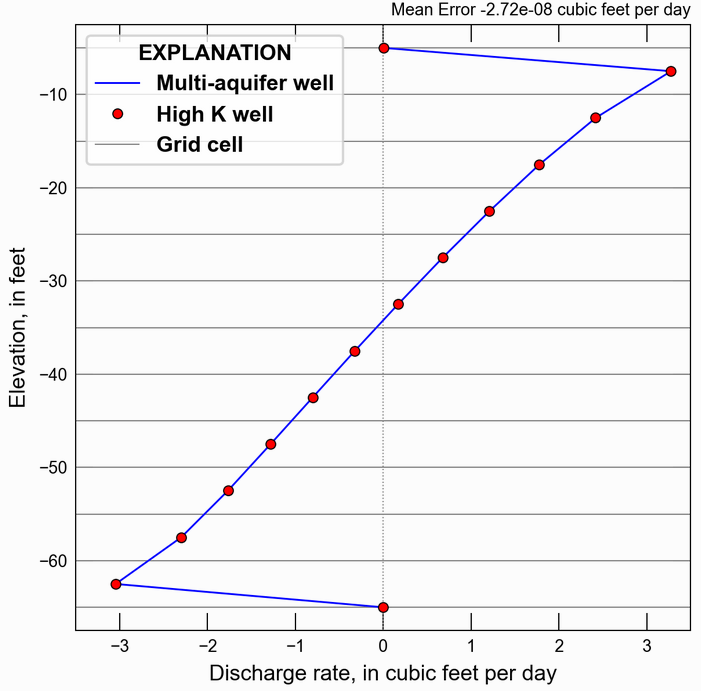 Mean Error -2.72e-08 cubic feet per day
EXPLANATION
Multi-aquifer well
High K well
Grid cell
−10
−20
−30
−40
−50
−60
Elevation, in feet
−3 −2 −1 0 1 2 3
Discharge rate, in cubic feet per day